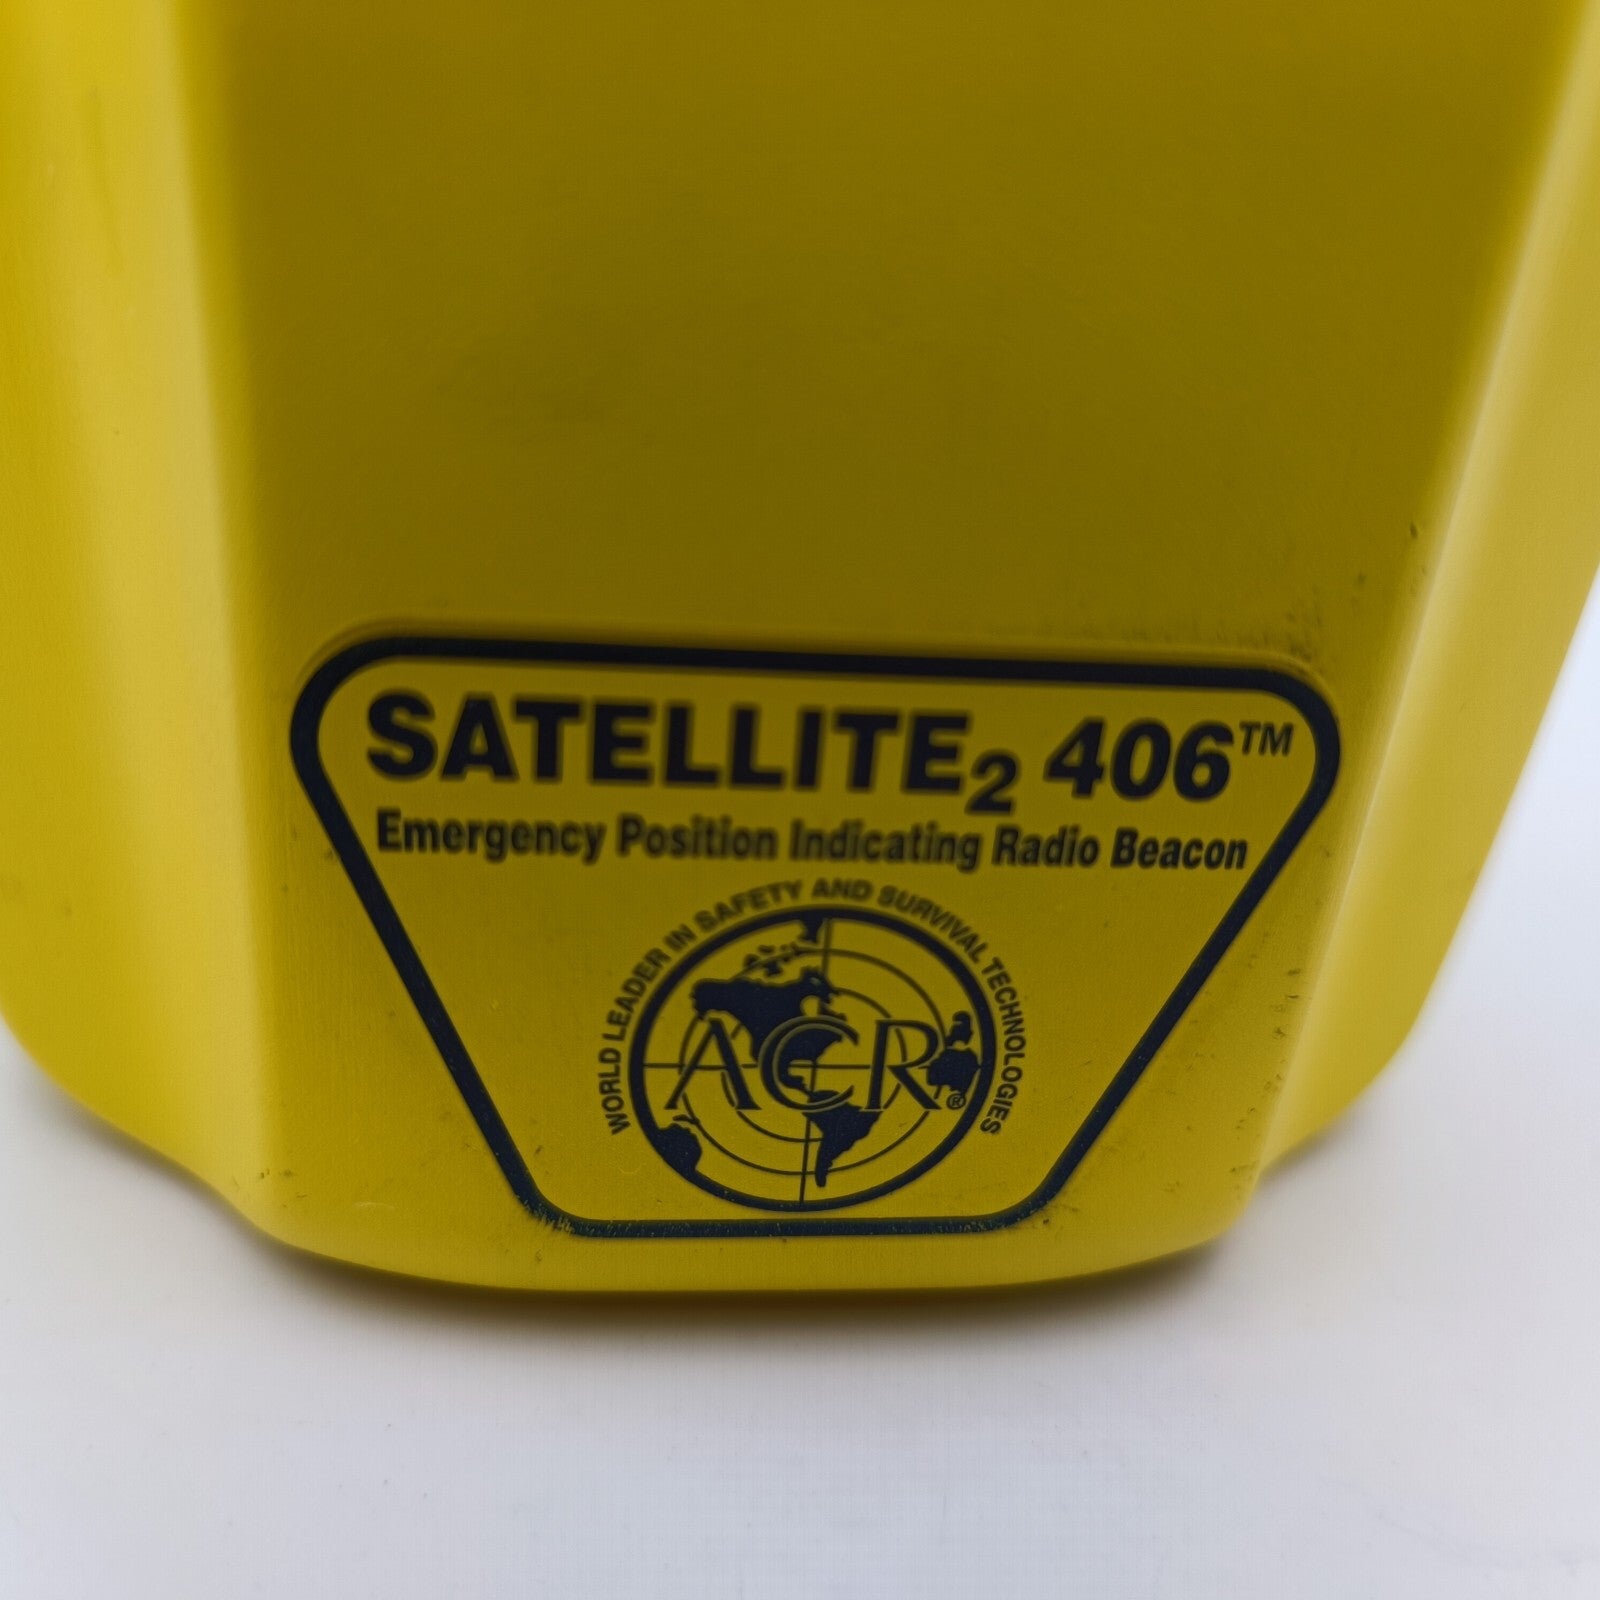 SATELLITE₂ 406™
Emergency Position Indicating Radio Beacon
WORLD LEADER IN SAFETY AND SURVIVAL TECHNOLOGIES
ACR®